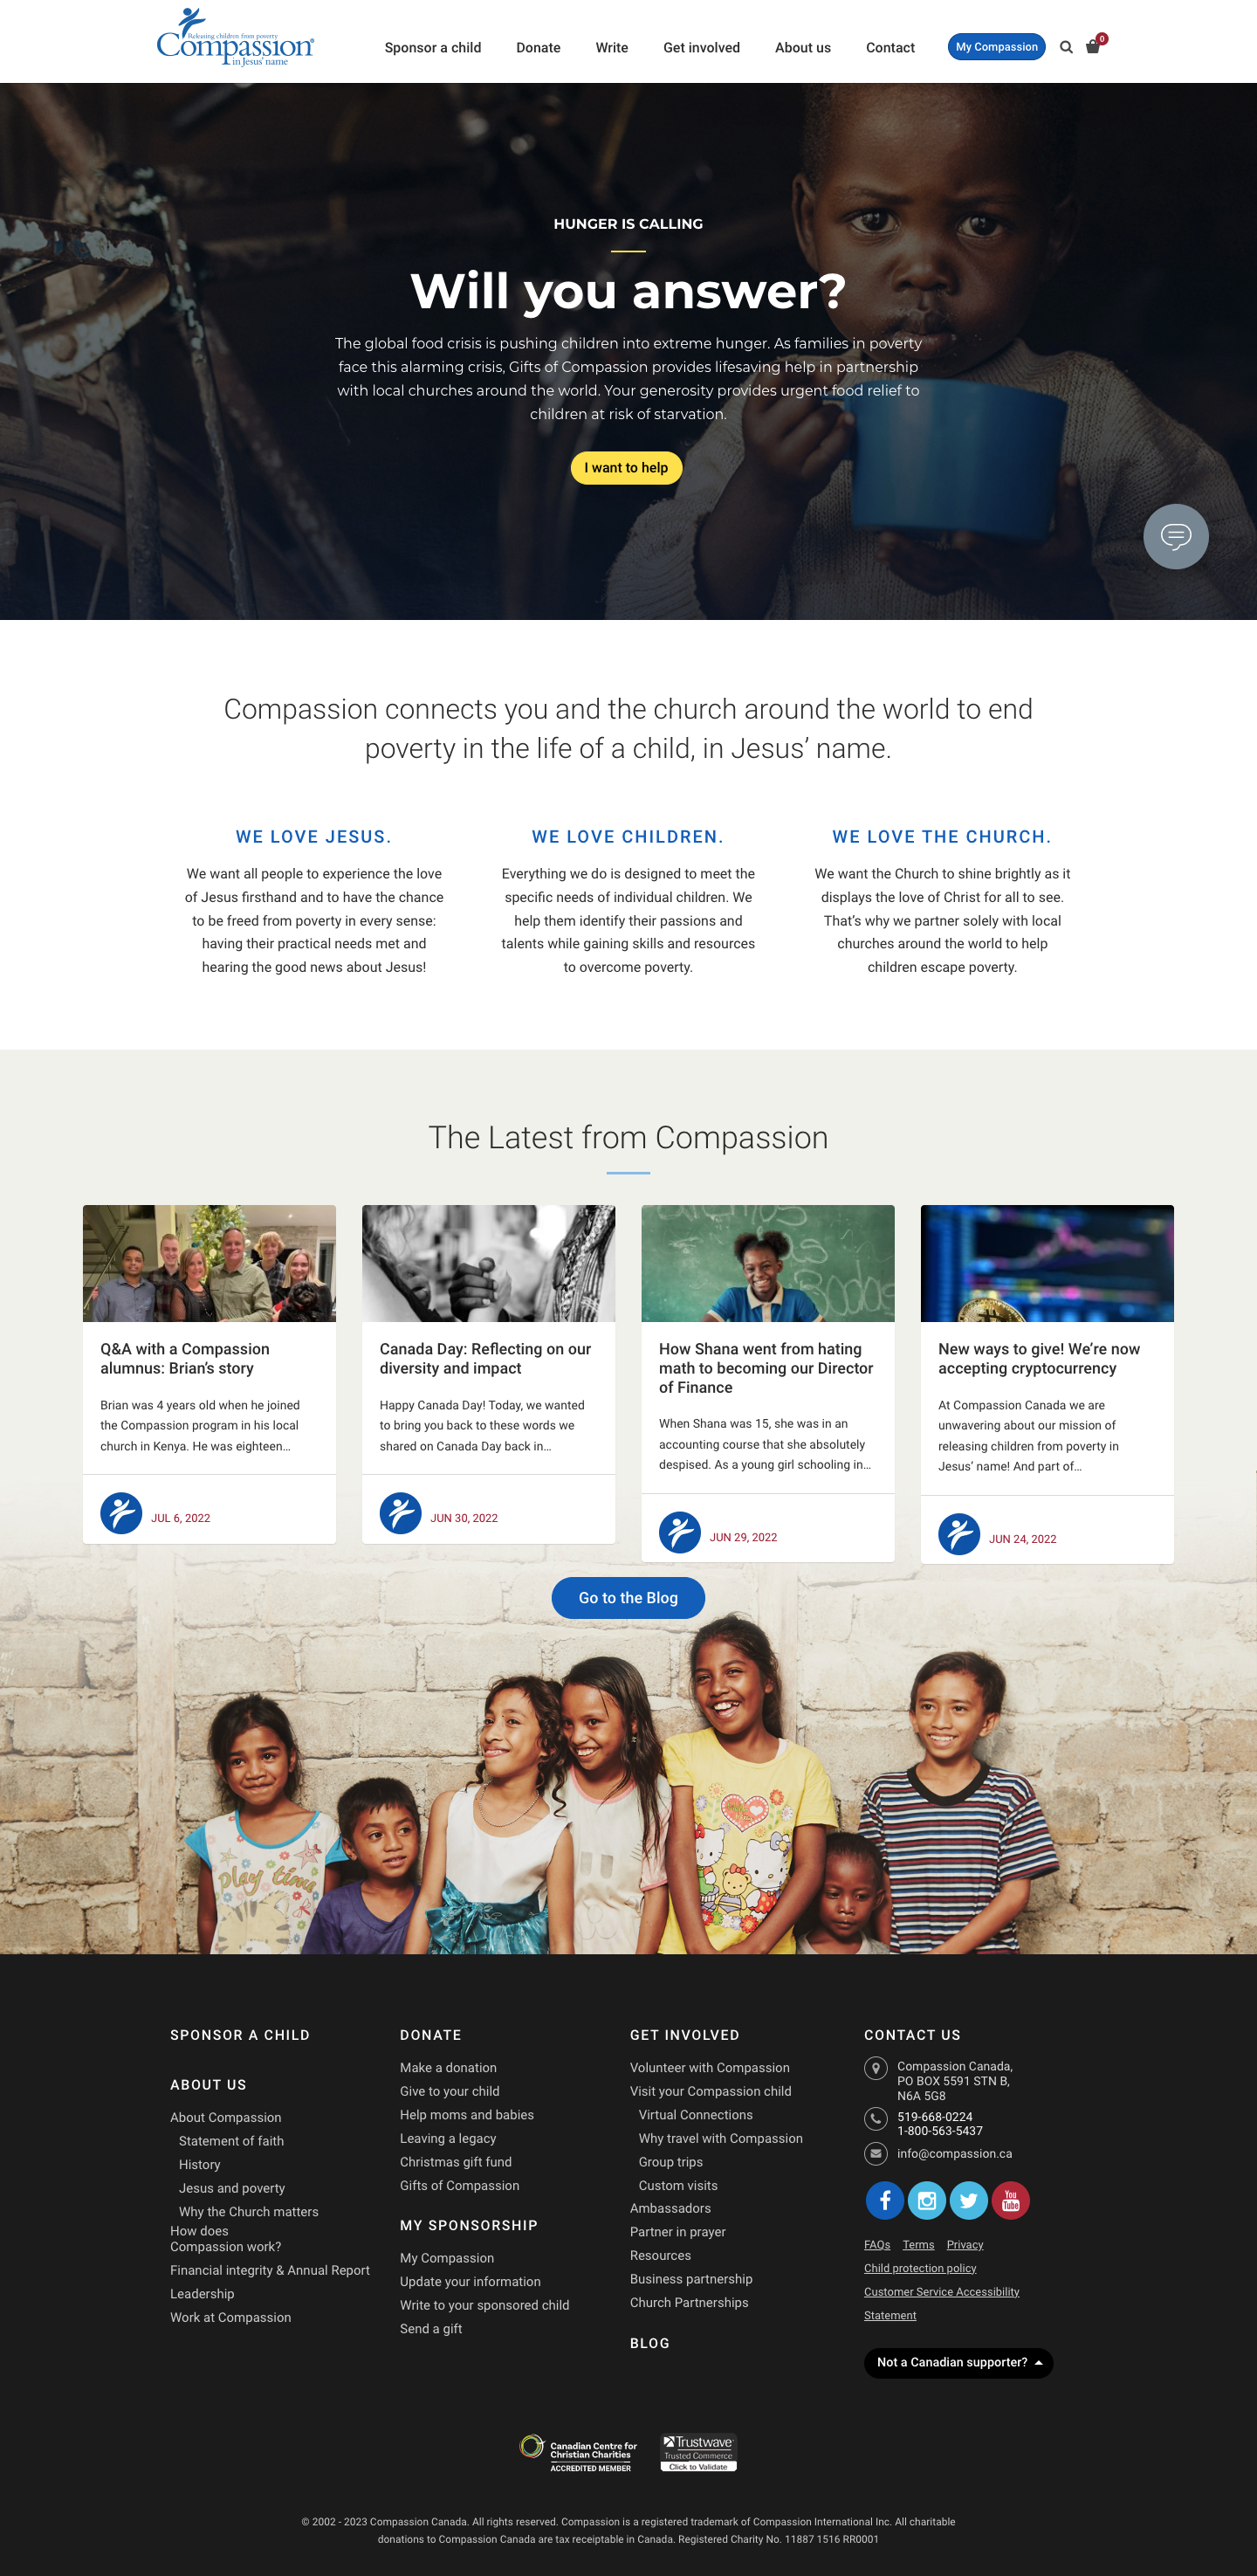 Releasing children from poverty
Compassion®
in Jesus' name
Sponsor a child
Donate
Write
Get involved
About us
Contact
My Compassion
0
HUNGER IS CALLING
Will you answer?
The global food crisis is pushing children into extreme hunger. As families in poverty
face this alarming crisis, Gifts of Compassion provides lifesaving help in partnership
with local churches around the world. Your generosity provides urgent food relief to
children at risk of starvation.
I want to help
Compassion connects you and the church around the world to end
poverty in the life of a child, in Jesus’ name.
WE LOVE JESUS.
We want all people to experience the love
of Jesus firsthand and to have the chance
to be freed from poverty in every sense:
having their practical needs met and
hearing the good news about Jesus!
WE LOVE CHILDREN.
Everything we do is designed to meet the
specific needs of individual children. We
help them identify their passions and
talents while gaining skills and resources
to overcome poverty.
WE LOVE THE CHURCH.
We want the Church to shine brightly as it
displays the love of Christ for all to see.
That’s why we partner solely with local
churches around the world to help
children escape poverty.
The Latest from Compassion
Q&A with a Compassion
alumnus: Brian’s story
Brian was 4 years old when he joined
the Compassion program in his local
church in Kenya. He was eighteen…
JUL 6, 2022
Canada Day: Reflecting on our
diversity and impact
Happy Canada Day! Today, we wanted
to bring you back to these words we
shared on Canada Day back in…
JUN 30, 2022
How Shana went from hating
math to becoming our Director
of Finance
When Shana was 15, she was in an
accounting course that she absolutely
despised. As a young girl schooling in…
JUN 29, 2022
New ways to give! We’re now
accepting cryptocurrency
At Compassion Canada we are
unwavering about our mission of
releasing children from poverty in
Jesus’ name! And part of…
JUN 24, 2022
Go to the Blog
Play time
SPONSOR A CHILD
ABOUT US
About Compassion
Statement of faith
History
Jesus and poverty
Why the Church matters
How does
Compassion work?
Financial integrity & Annual Report
Leadership
Work at Compassion
DONATE
Make a donation
Give to your child
Help moms and babies
Leaving a legacy
Christmas gift fund
Gifts of Compassion
MY SPONSORSHIP
My Compassion
Update your information
Write to your sponsored child
Send a gift
GET INVOLVED
Volunteer with Compassion
Visit your Compassion child
Virtual Connections
Why travel with Compassion
Group trips
Custom visits
Ambassadors
Partner in prayer
Resources
Business partnership
Church Partnerships
BLOG
CONTACT US
Compassion Canada,
PO BOX 5591 STN B,
N6A 5G8
519-668-0224
1-800-563-5437
info@compassion.ca
You
Tube
FAQs Terms Privacy
Child protection policy
Customer Service Accessibility
Statement
Not a Canadian supporter?
Canadian Centre for
Christian Charities
ACCREDITED MEMBER
Trustwave
Trusted Commerce
Click to Validate
© 2002 - 2023 Compassion Canada. All rights reserved. Compassion is a registered trademark of Compassion International Inc. All charitable
donations to Compassion Canada are tax receiptable in Canada. Registered Charity No. 11887 1516 RR0001